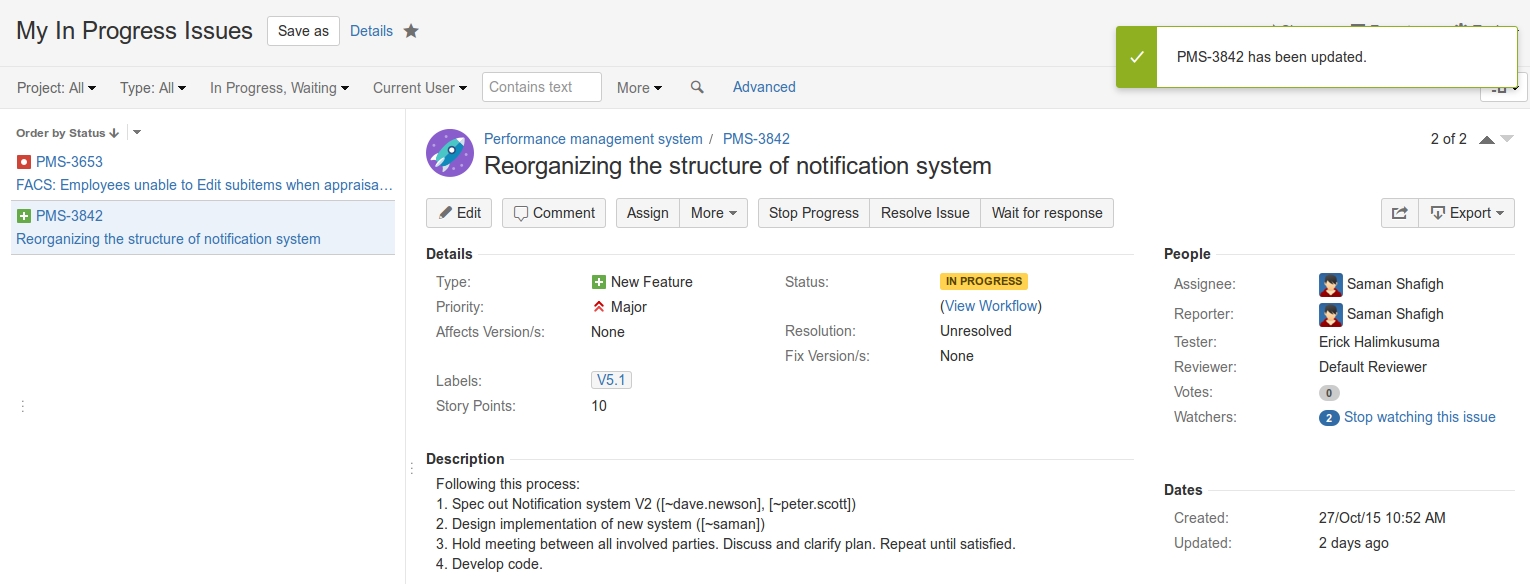 My In Progress Issues Save as Details
PMS-3842 has been updated.
Project: All Type: All In Progress, Waiting Current User Contains text More Advanced
Order by Status
PMS-3653
FACS: Employees unable to Edit subitems when appraisa...
PMS-3842
Reorganizing the structure of notification system
Performance management system / PMS-3842
2 of 2
Reorganizing the structure of notification system
Edit Comment Assign More Stop Progress Resolve Issue Wait for response Export
Details
Type: New Feature
Priority: Major
Affects Version/s: None
Labels: V5.1
Story Points: 10
Status: IN PROGRESS
(View Workflow)
Resolution: Unresolved
Fix Version/s: None
Description
Following this process:
1. Spec out Notification system V2 ([~dave.newson], [~peter.scott])
2. Design implementation of new system ([~saman])
3. Hold meeting between all involved parties. Discuss and clarify plan. Repeat until satisfied.
4. Develop code.
People
Assignee: Saman Shafigh
Reporter: Saman Shafigh
Tester: Erick Halimkusuma
Reviewer: Default Reviewer
Votes: 0
Watchers: 2 Stop watching this issue
Dates
Created: 27/Oct/15 10:52 AM
Updated: 2 days ago